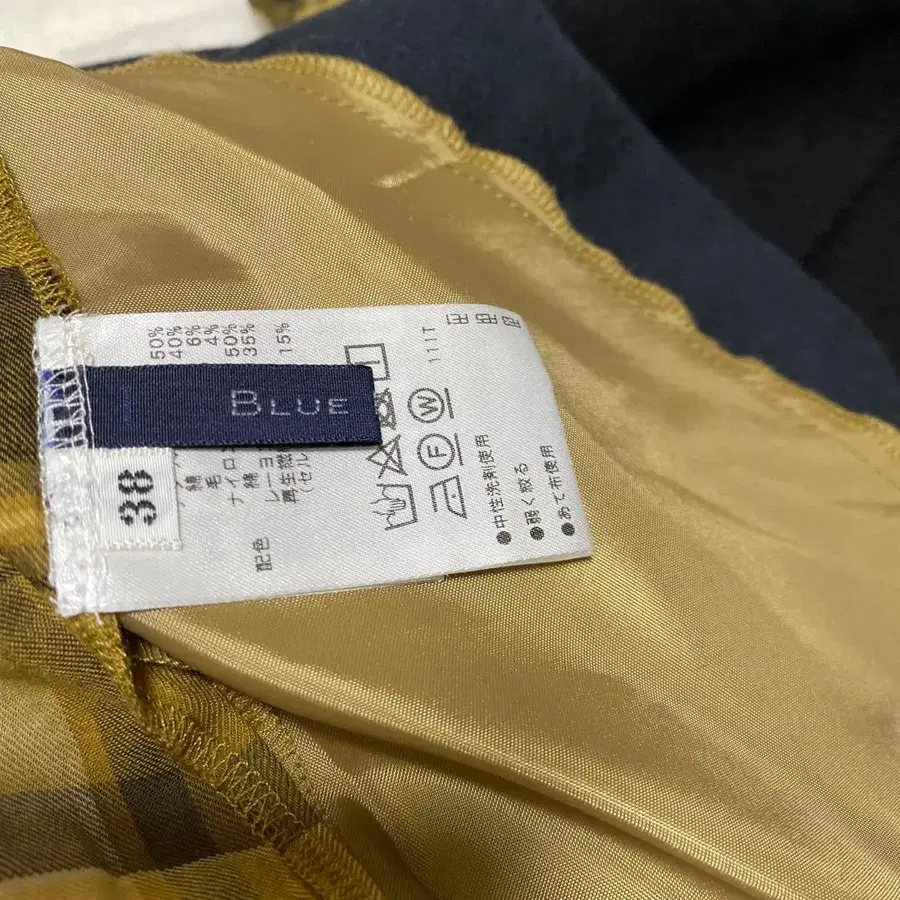 50%
綿 40%
毛 6%
ナイロ 4%
配色 綿 50%
レーヨ 35%
再生繊
(セル 15%
BLUE
38
W
F
111T
●中性洗剤使用
●弱く絞る
●あて布使用